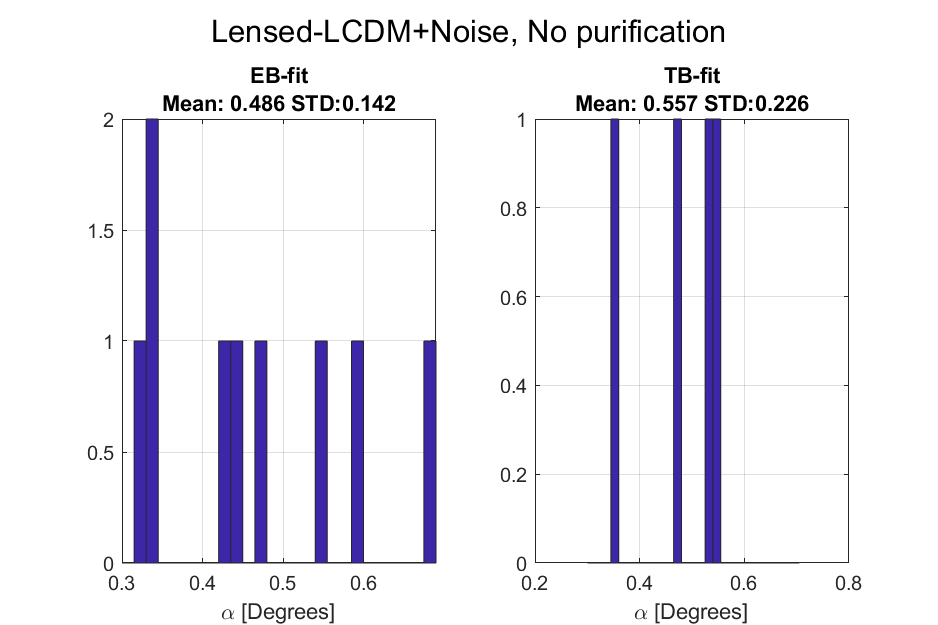 Lensed-LCDM+Noise, No purification
EB-fit
Mean: 0.486 STD:0.142
2
1.5
1
0.5
0
0.3
0.4
0.5
0.6
α [Degrees]
TB-fit
Mean: 0.557 STD:0.226
1
0.8
0.6
0.4
0.2
0
0.2
0.4
0.6
0.8
α [Degrees]